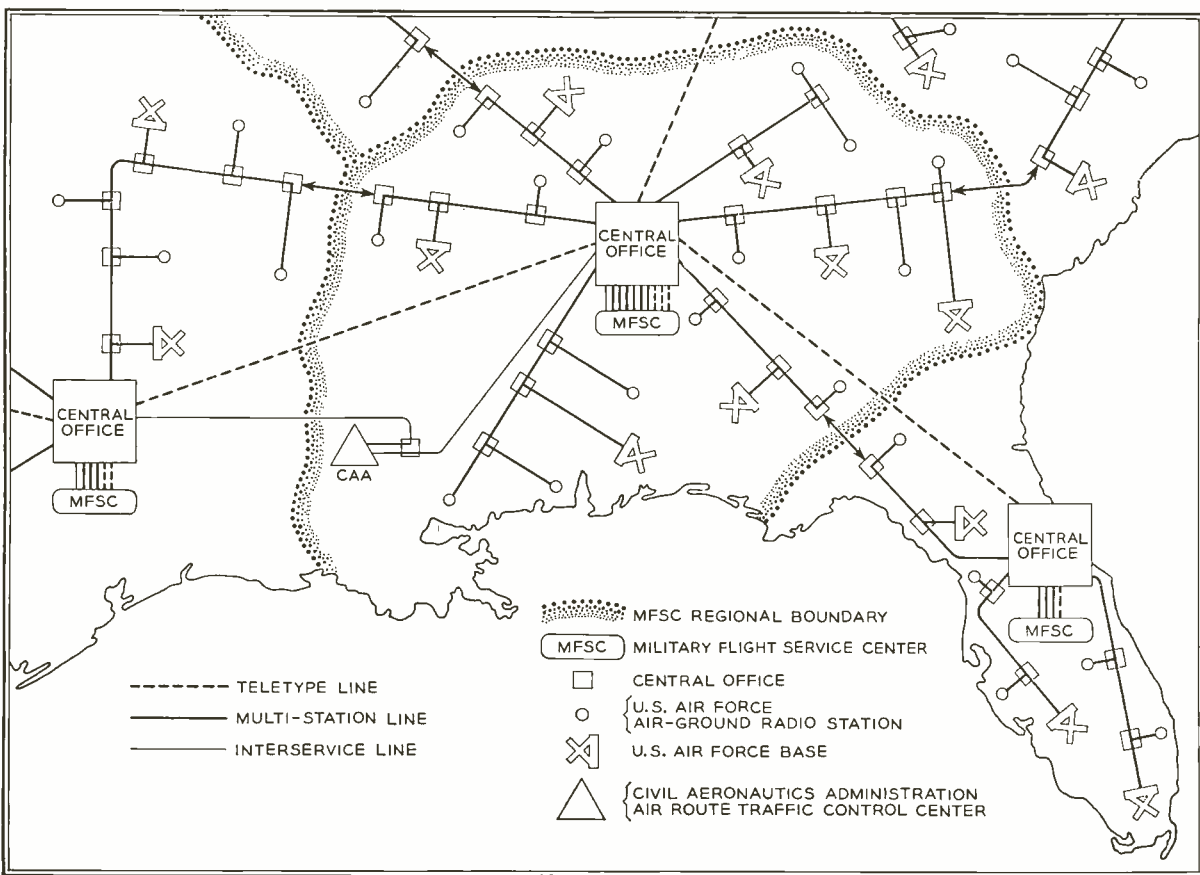 CENTRAL
OFFICE
MFSC
CENTRAL
OFFICE
MFSC
CAA
CENTRAL
OFFICE
MFSC
MFSC REGIONAL BOUNDARY
MFSC MILITARY FLIGHT SERVICE CENTER
CENTRAL OFFICE
U.S. AIR FORCE
AIR-GROUND RADIO STATION
U.S. AIR FORCE BASE
CIVIL AERONAUTICS ADMINISTRATION
AIR ROUTE TRAFFIC CONTROL CENTER
TELETYPE LINE
MULTI-STATION LINE
INTERSERVICE LINE